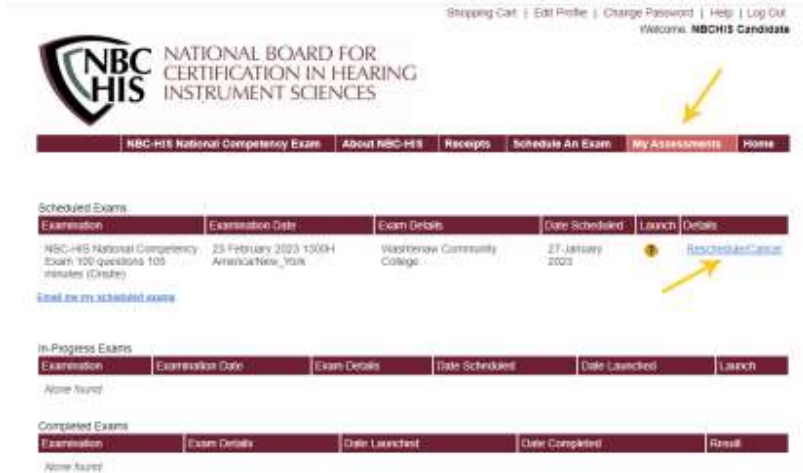 Shopping Cart | Edit Profile | Change Password | Help | Log Out
Welcome, NBCHIS Candidate
NBC HIS
NATIONAL BOARD FOR
CERTIFICATION IN HEARING
INSTRUMENT SCIENCES
NBC-HIS National Competency Exam About NBC-HIS Receipts Schedule An Exam My Assessments Home
Scheduled Exams
Examination Examination Date Exam Details Date Scheduled Launch Details
NBC-HIS National Competency 23 February 2023 1300H Washtenaw Community 27 January Reschedule/Cancel
Exam 100 questions 105 America/New_York College 2023
minutes (Onsite)
Email me my scheduled exams
In-Progress Exams
Examination Examination Date Exam Details Date Scheduled Date Launched Launch
None found
Completed Exams
Examination Exam Details Date Launched Date Completed Result
None found